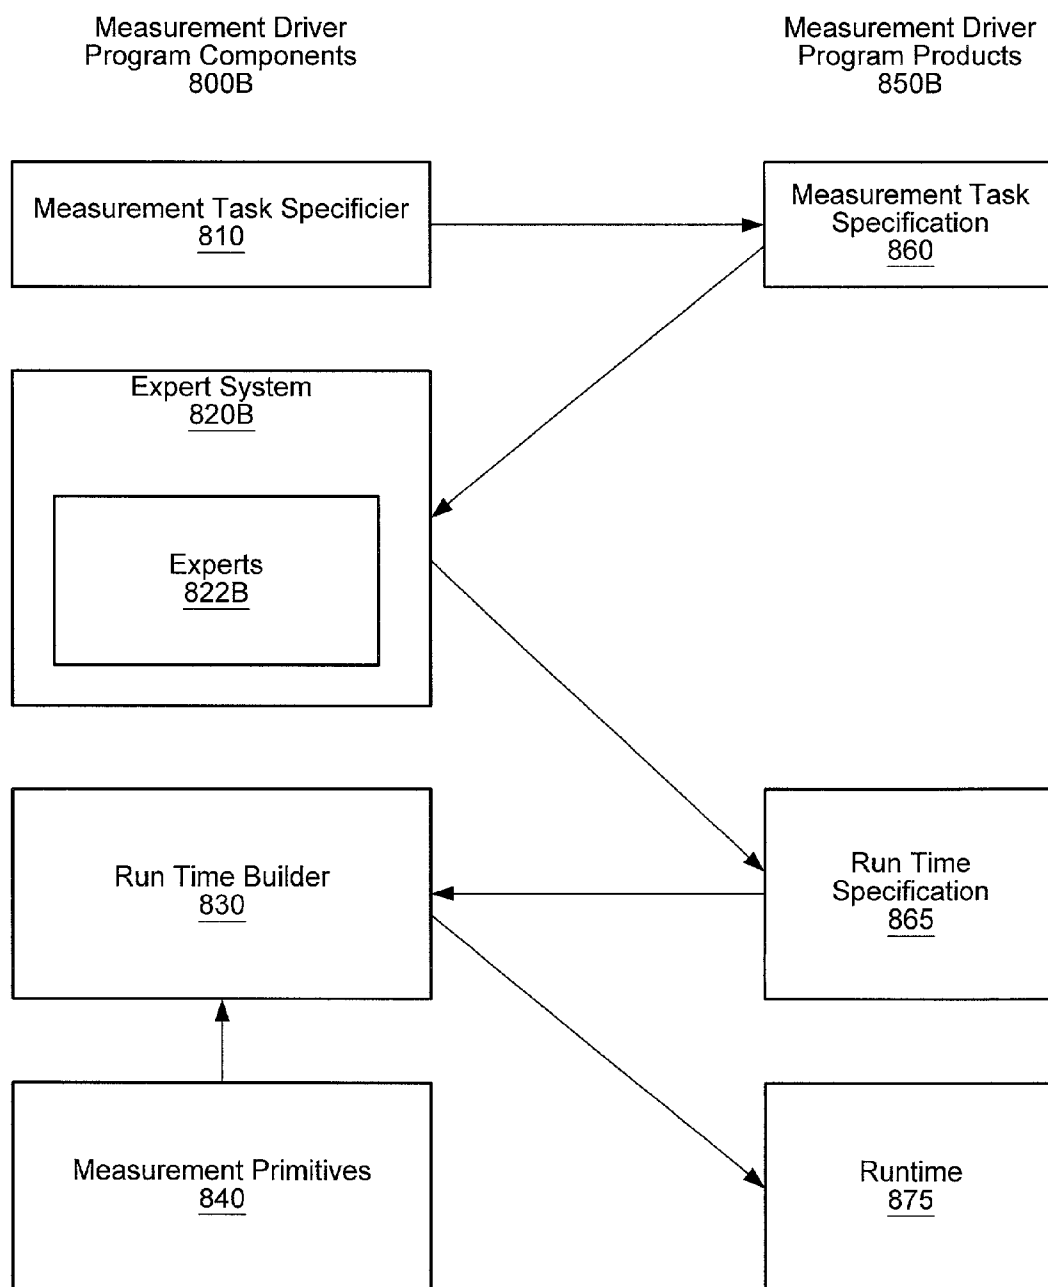 Measurement Driver
Program Components
800B
Measurement Driver
Program Products
850B
Measurement Task Specificier
810
Measurement Task
Specification
860
Expert System
820B
Experts
822B
Run Time Builder
830
Run Time
Specification
865
Measurement Primitives
840
Runtime
875